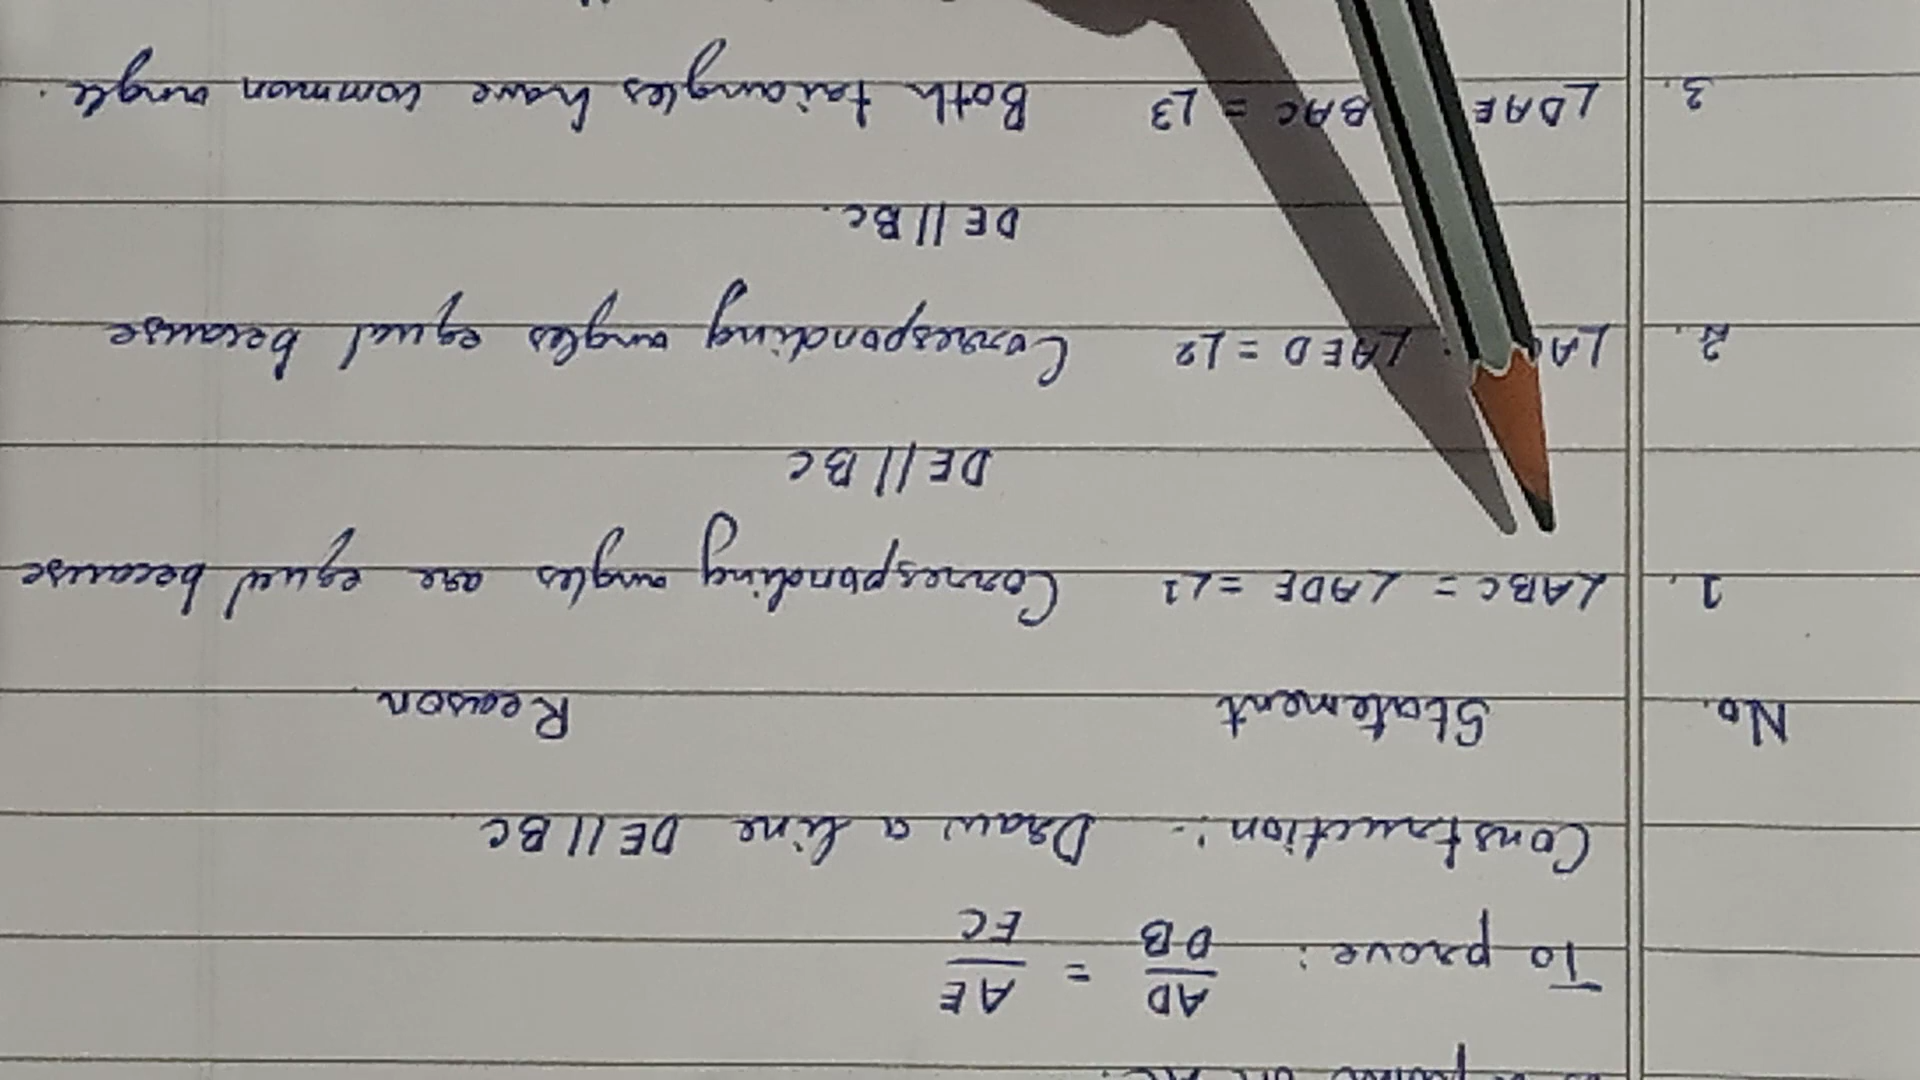 To prove: AD/DB = AE/EC
Construction:- Draw a line DE||BC
No. Statement Reason
1. ∠ABC = ∠ADE = ∠1 Corresponding angles are equal because
DE||BC
2. ∠AED = ∠2 Corresponding angles equal because
DE||BC.
3. ∠DAE BAC = ∠3 Both triangles have common angle.